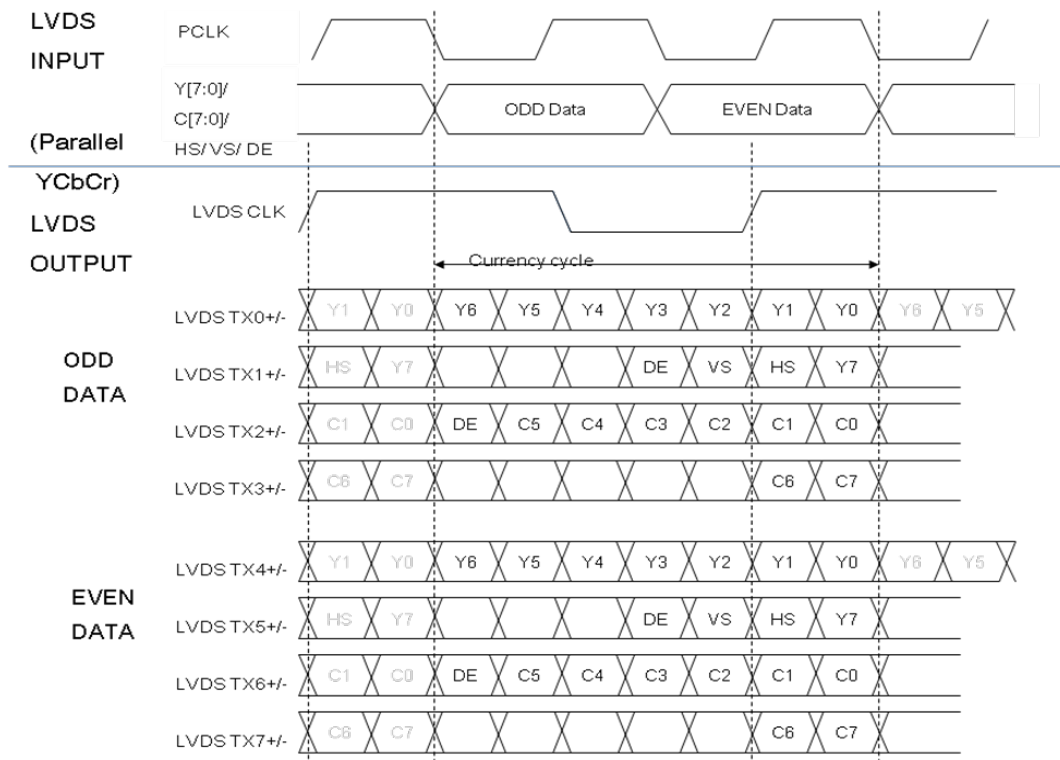 LVDS
INPUT
PCLK
Y[7:0]/
C[7:0]/
HS/ VS/ DE
ODD Data
EVEN Data
(Parallel
YCbCr)
LVDS
OUTPUT
LVDS CLK
Currency cycle
LVDS TX0+/- Y1 Y0 Y6 Y5 Y4 Y3 Y2 Y1 Y0 Y6 Y5
ODD
DATA
LVDS TX1+/- HS Y7 DE VS HS Y7
LVDS TX2+/- C1 C0 DE C5 C4 C3 C2 C1 C0
LVDS TX3+/- C6 C7 C6 C7
LVDS TX4+/- Y1 Y0 Y6 Y5 Y4 Y3 Y2 Y1 Y0 Y6 Y5
EVEN
DATA
LVDS TX5+/- HS Y7 DE VS HS Y7
LVDS TX6+/- C1 C0 DE C5 C4 C3 C2 C1 C0
LVDS TX7+/- C6 C7 C6 C7